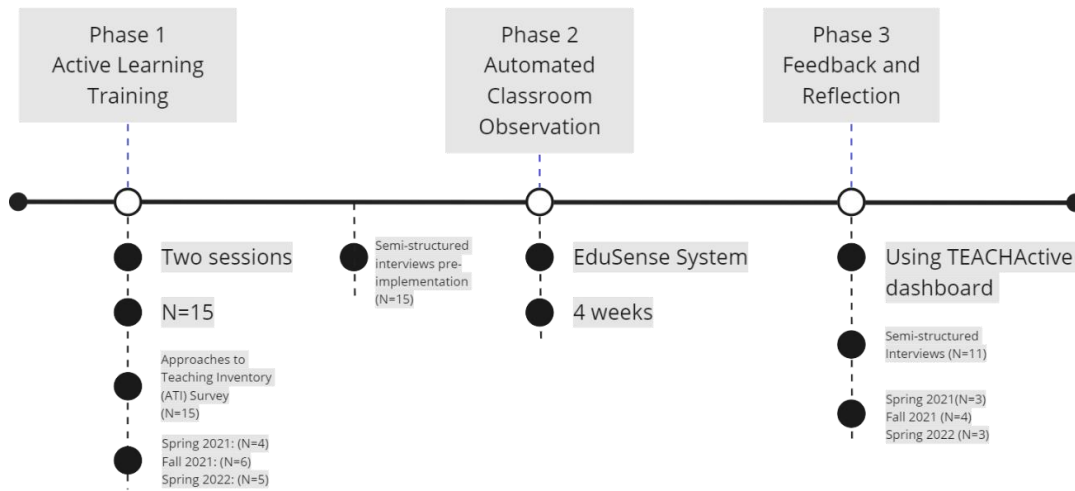 Phase 1
Active Learning
Training
Two sessions
N=15
Approaches to
Teaching Inventory
(ATI) Survey
(N=15)
Spring 2021: (N=4)
Fall 2021: (N=6)
Spring 2022: (N=5)
Semi-structured
interviews pre-
implementation
(N=15)
Phase 2
Automated
Classroom
Observation
EduSense System
4 weeks
Phase 3
Feedback and
Reflection
Using TEACHActive
dashboard
Semi-structured
Interviews (N=11)
Spring 2021(N=3)
Fall 2021 (N=4)
Spring 2022 (N=3)